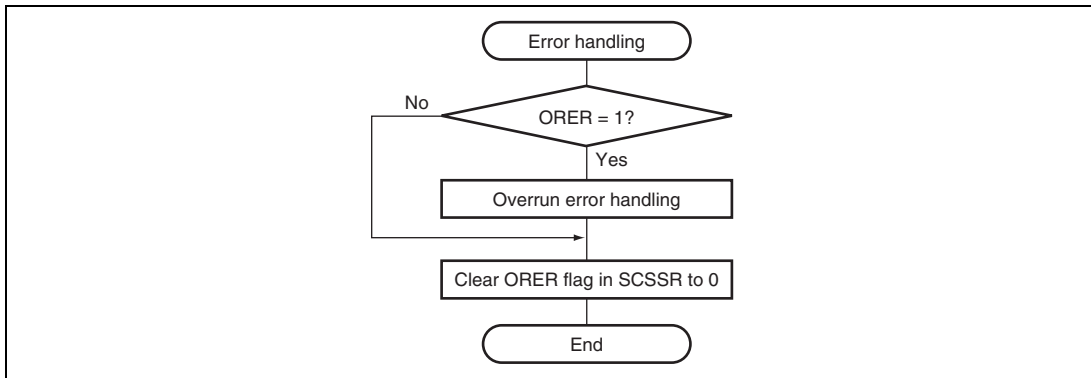 Error handling
No
ORER = 1?
Yes
Overrun error handling
Clear ORER flag in SCSSR to 0
End